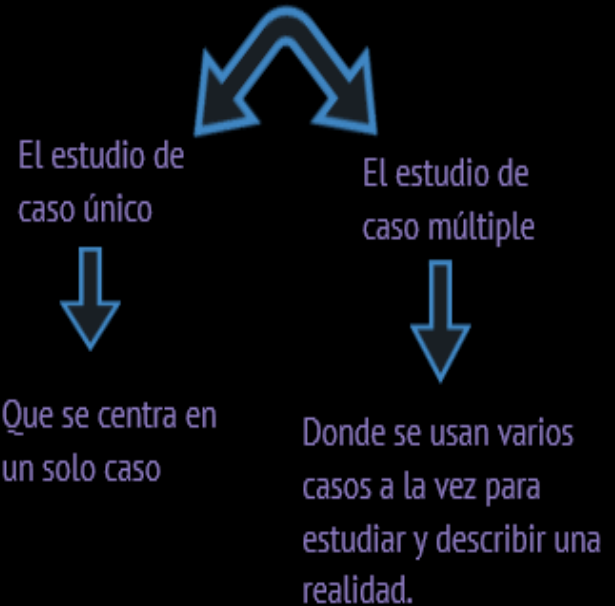 El estudio de
caso único
El estudio de
caso múltiple
Que se centra en
un solo caso
Donde se usan varios
casos a la vez para
estudiar y describir una
realidad.